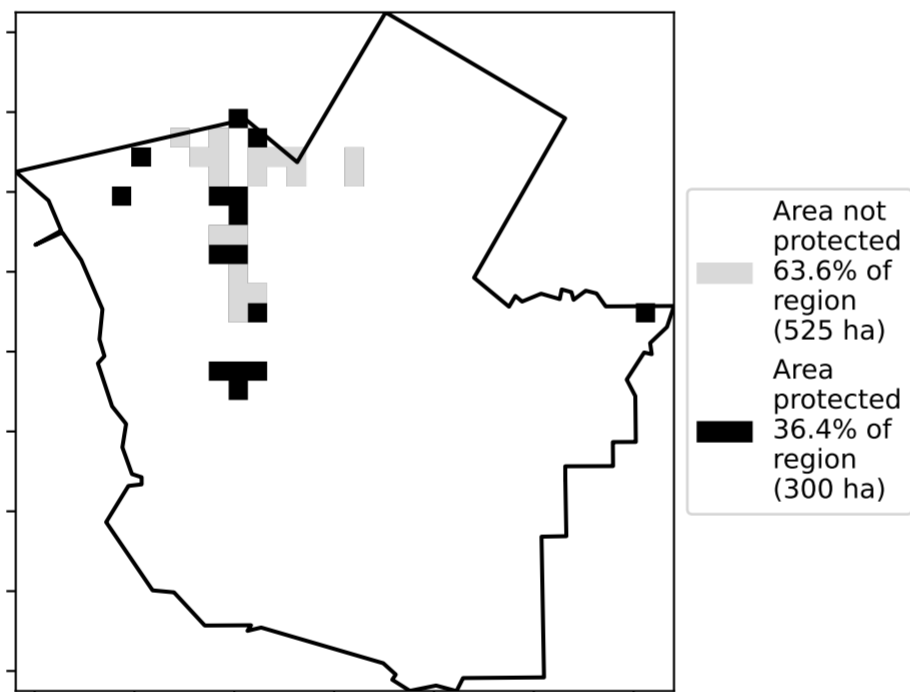 Area not
protected
63.6% of
region
(525 ha)
Area
protected
36.4% of
region
(300 ha)